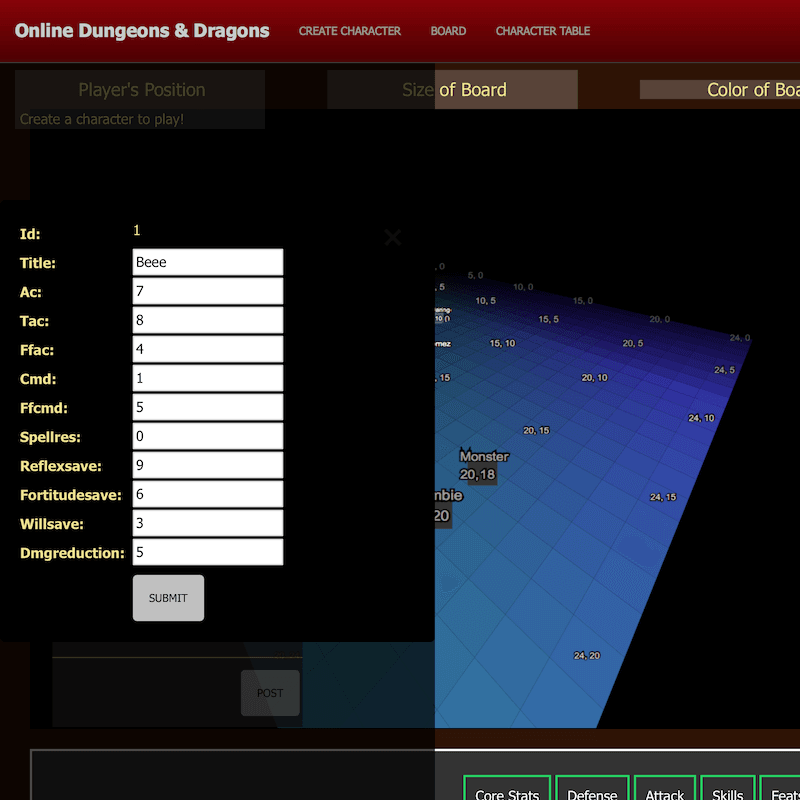 Online Dungeons & Dragons CREATE CHARACTER BOARD CHARACTER TABLE
Player's Position Size of Board Color of Boa
Create a character to play!
Id: 1
Title: Beee
Ac: 7
Tac: 8
Ffac: 4
Cmd: 1
Ffcmd: 5
Spellres: 0
Reflexsave: 9
Fortitudesave: 6
Willsave: 3
Dmgreduction: 5
SUBMIT
, 0
5, 0
10, 0
15, 0
20, 0
24, 0
, 5
10, 5
15, 5
20, 5
24, 5
15, 10
20, 10
24, 10
, 15
20, 15
24, 15
Monster
20,18
mbie
20
24, 20
POST
Core Stats Defense Attack Skills Feats